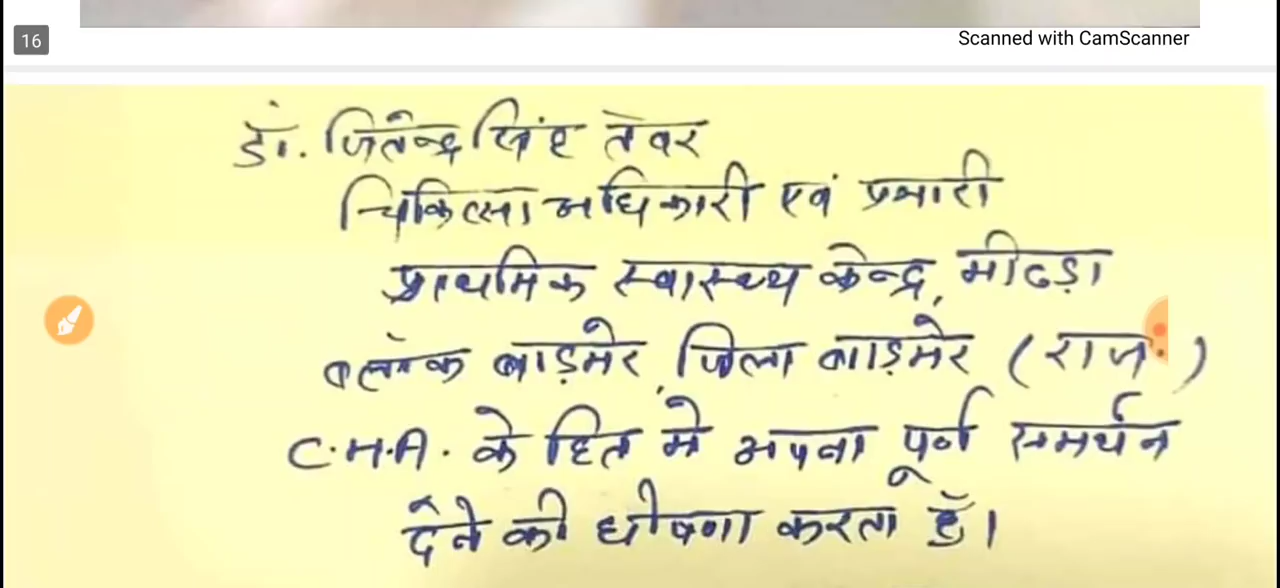 16
Scanned with CamScanner
डॉ. जितेन्द्र सिंह तंवर
चिकित्सा अधिकारी एवं प्रभारी
प्राथमिक स्वास्थ्य केन्द्र, मीठड़ा
ब्लॉक बाड़मेर, जिला बाड़मेर (राज.)
C.H.A. के हित में अपना पूर्ण समर्थन
देने की घोषणा करता हूँ।